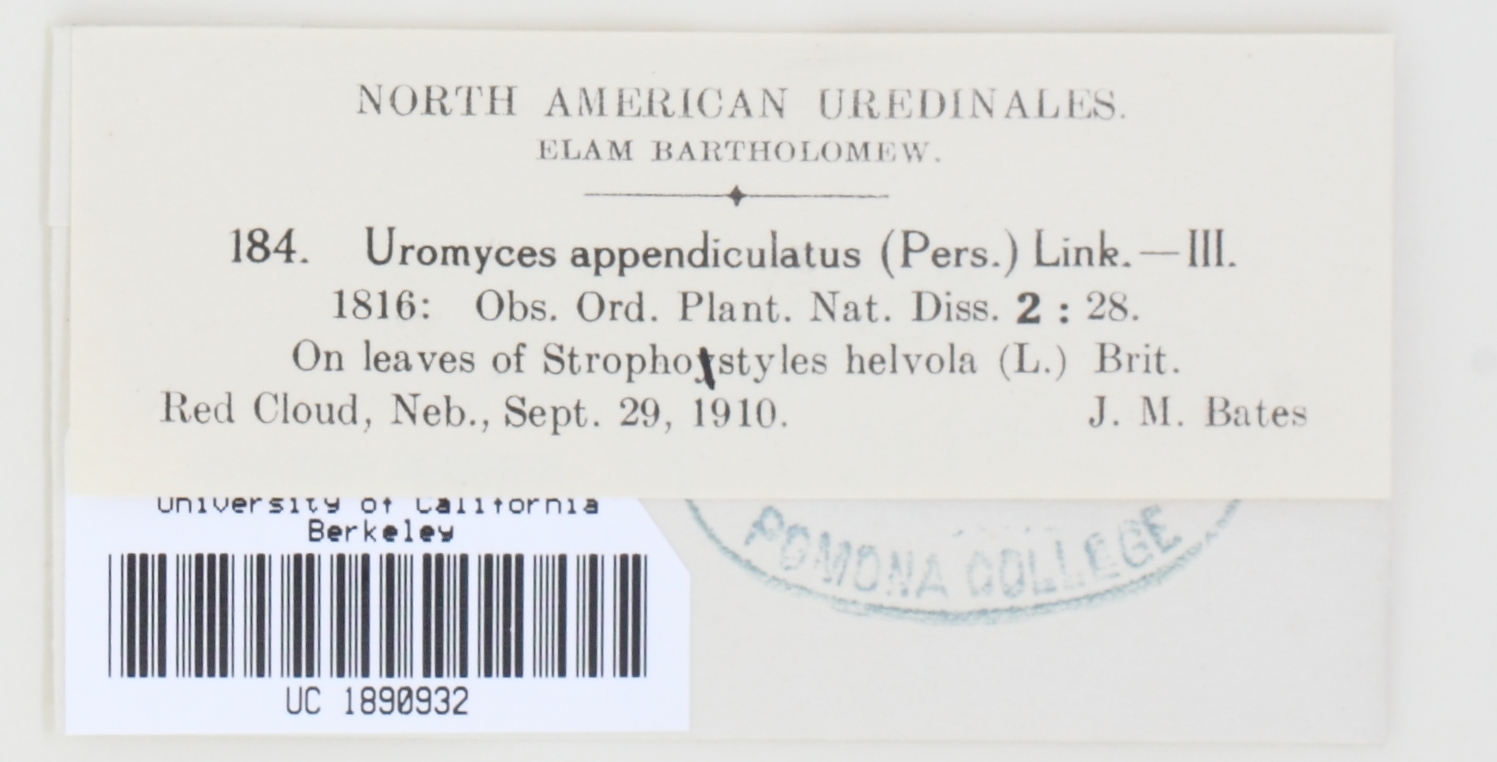 NORTH AMERICAN UREDINALES.
ELAM BARTHOLOMEW.
184. Uromyces appendiculatus (Pers.) Link.—III.
1816: Obs. Ord. Plant. Nat. Diss. 2 : 28.
On leaves of Strophostyles helvola (L.) Brit.
Red Cloud, Neb., Sept. 29, 1910. J. M. Bates
University of California
Berkeley
UC 1890932
POMONA COLLEGE